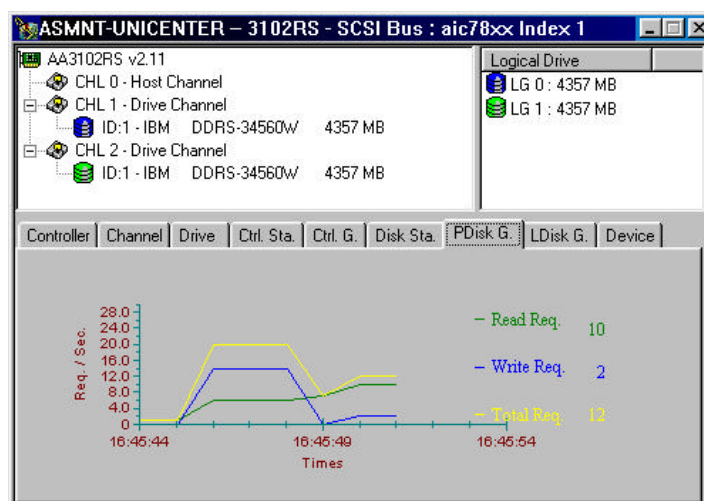 ASMNT-UNICENTER – 3102RS - SCSI Bus : aic78xx Index 1
AA3102RS v2.11
CHL 0 - Host Channel
CHL 1 - Drive Channel
ID:1 - IBM DDRS-34560W 4357 MB
CHL 2 - Drive Channel
ID:1 - IBM DDRS-34560W 4357 MB
Logical Drive
LG 0 : 4357 MB
LG 1 : 4357 MB
Controller Channel Drive Ctrl. Sta. Ctrl. G. Disk Sta. PDisk G. LDisk G. Device
Req. / Sec.
28.0
24.0
20.0
16.0
12.0
8.0
4.0
0
16:45:44 16:45:49 16:45:54
Times
Read Req. 10
Write Req. 2
Total Req. 12